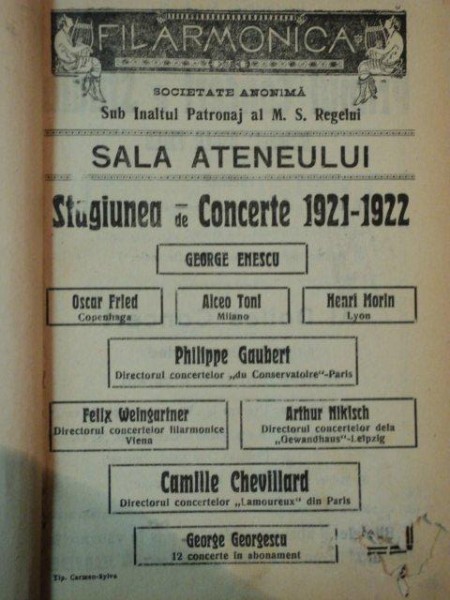 FILARMONICA
SOCIETATE ANONIMĂ
Sub Inaltul Patronaj al M. S. Regelui
SALA ATENEULUI
Stagiunea de Concerte 1921-1922
GEORGE ENESCU
Oscar Fried
Copenhaga
Alceo Toni
Milano
Henri Morin
Lyon
Philippe Gaubert
Directorul concertelor „du Conservatoire"-Paris
Felix Weingartner
Directorul concertelor filarmonice
Viena
Arthur Nikisch
Directorul concertelor dela
„Gewandhaus"-Leipzig
Camille Chevillard
Directorul concertelor „Lamoureux" din Paris
George Georgescu
12 concerte in abonament
Tip. Carmen-Sylva